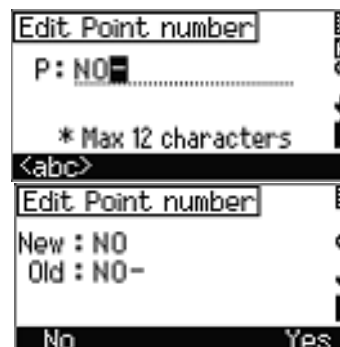 Edit Point number
P: NO-
* Max 12 characters
<abc>
Edit Point number
New : NO
Old : NO-
No Yes